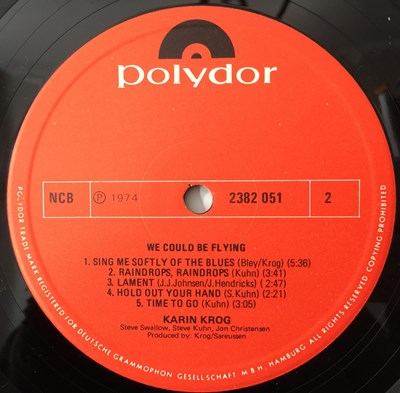 polydor
NCB
Ⓟ 1974
2382 051
2
WE COULD BE FLYING
1. SING ME SOFTLY OF THE BLUES (Bley/Krog) (5:36)
2. RAINDROPS, RAINDROPS (Kuhn) (3:41)
3. LAMENT (J.J.Johnsen/J.Hendricks) ( 2:47)
4. HOLD OUT YOUR HAND (S.Kuhn) (2:21)
5. TIME TO GO (Kuhn) (3:05)
KARIN KROG
Steve Swallow, Steve Kuhn, Jon Christensen
Produced by: Krog/Sareussen
POLYDOR TRADE MARK REGISTERED FOR DEUTSCHE GRAMMOPHON GESELLSCHAFT M·B·H· HAMBURG ALL RIGHTS RESERVED COPYING PROHIBITED